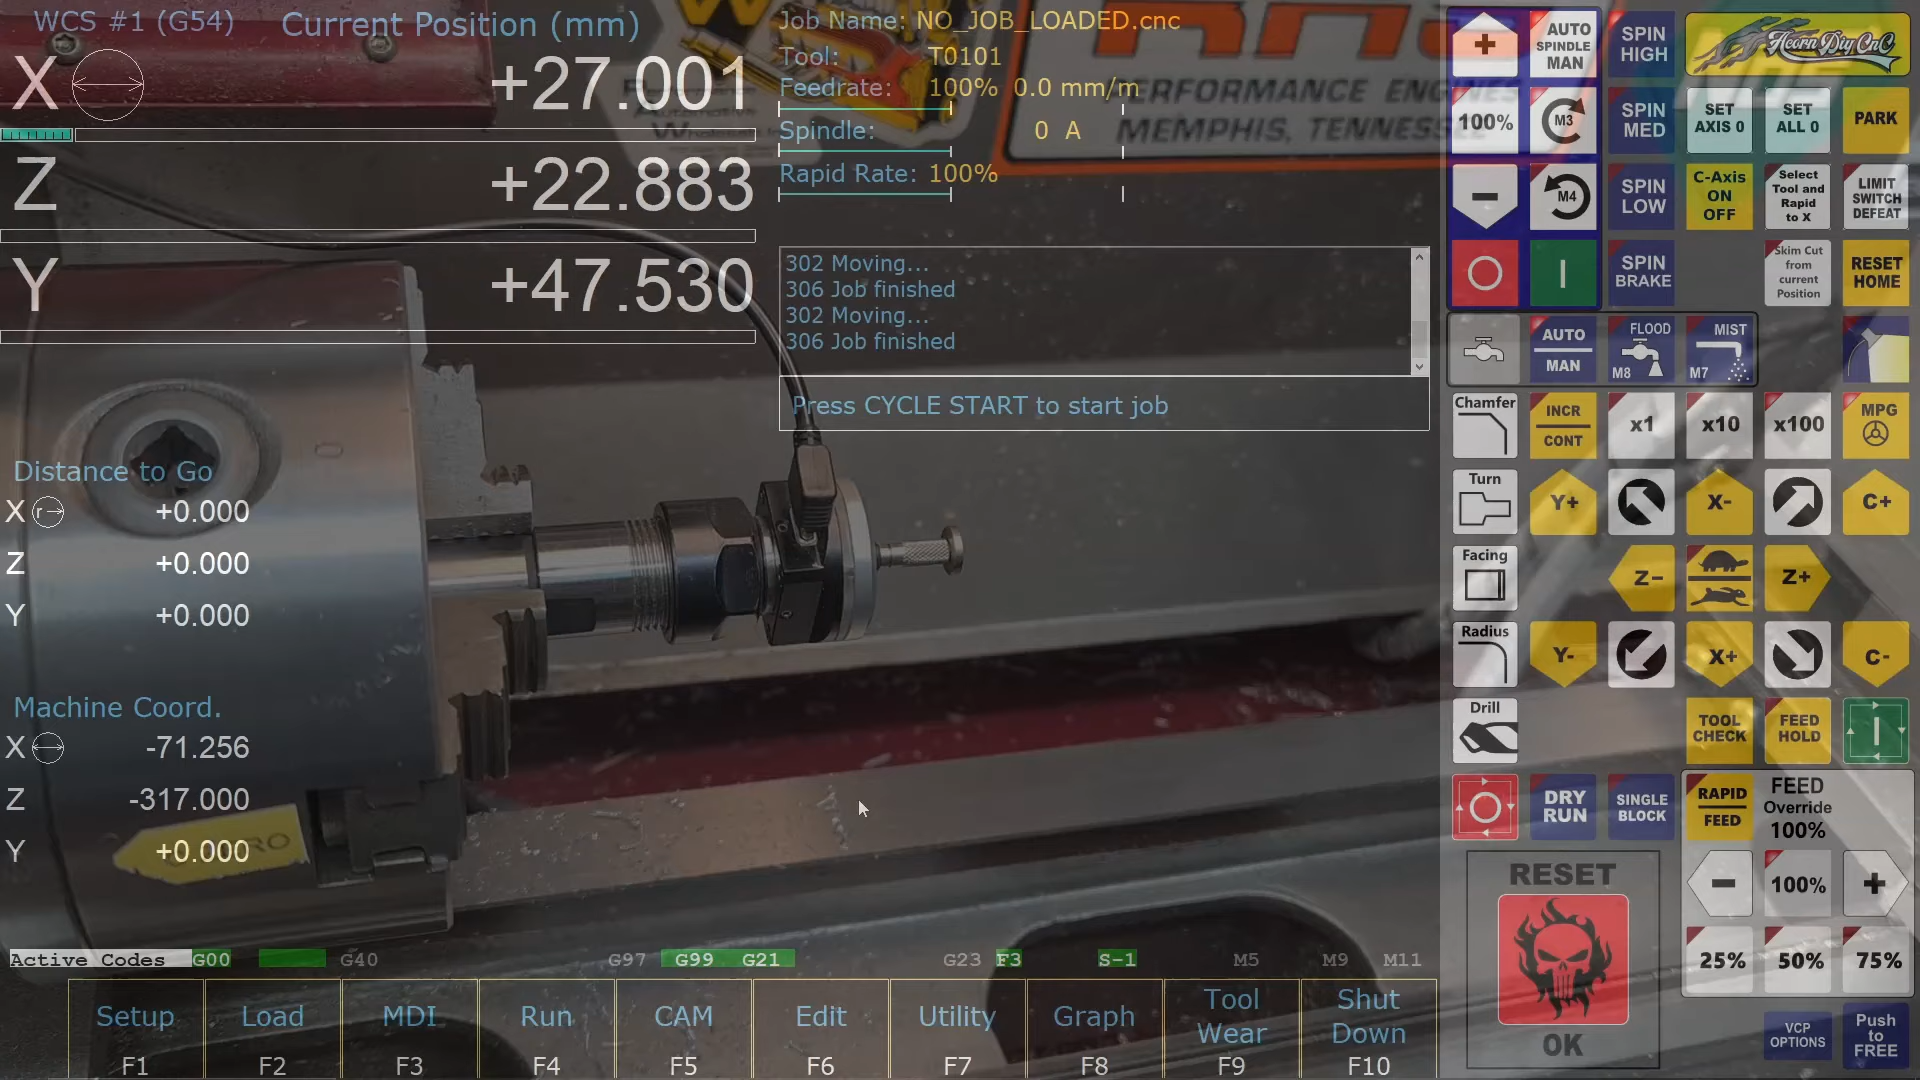 WCS #1 (G54)
Current Position (mm)
X
+27.001
Z
+22.883
Y
+47.530
Job Name: NO_JOB_LOADED.cnc
Tool: T0101
Feedrate: 100% 0.0 mm/m
Spindle: 0 A
Rapid Rate: 100%
PERFORMANCE
MEMPHIS, TENNESSEE
302 Moving...
306 Job finished
302 Moving...
306 Job finished
Press CYCLE START to start job
Distance to Go
X r +0.000
Z +0.000
Y +0.000
Machine Coord.
X -71.256
Z -317.000
Y +0.000
Active Codes G00 G40 G97 G99 G21 G23 F3 S-1 M5 M9 M11
Setup
F1
Load
F2
MDI
F3
Run
F4
CAM
F5
Edit
F6
Utility
F7
Graph
F8
Tool
Wear
F9
Shut
Down
F10
+
AUTO
SPINDLE
MAN
SPIN
HIGH
Acorn Diy CnC
100%
M3
SPIN
MED
SET
AXIS 0
SET
ALL 0
PARK
−
M4
SPIN
LOW
C-Axis
ON
OFF
Select
Tool and
Rapid
to X
LIMIT
SWITCH
DEFEAT
SPIN
BRAKE
Skim Cut
from
current
Position
RESET
HOME
AUTO
MAN
FLOOD
M8
MIST
M7
Chamfer
INCR
CONT
x1
x10
x100
MPG
Turn
Y+
X-
C+
Facing
Z-
Z+
Radius
Y-
X+
C-
Drill
TOOL
CHECK
FEED
HOLD
DRY
RUN
SINGLE
BLOCK
RAPID
FEED
FEED
Override
100%
RESET
OK
−
100%
+
25%
50%
75%
VCP
OPTIONS
Push
to
FREE